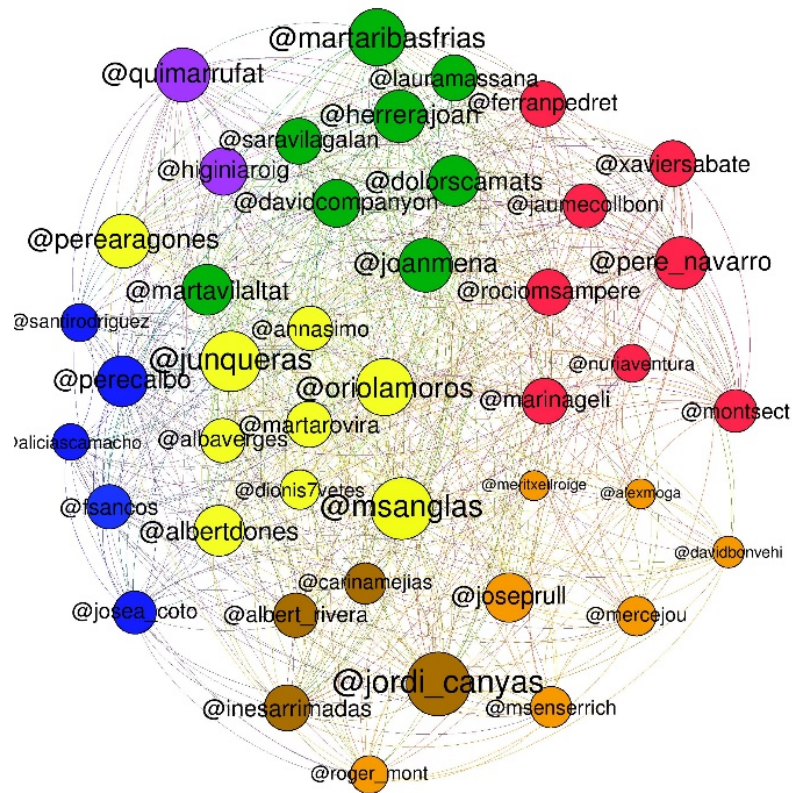 @martaribasfrias
@quimarrufat
@lauramassana
@ferranpedret
@herrerajoan
@saravilagalan
@xaviersabate
@higiniaroig
@dolorscamats
@davidcompanyon
@jaumecollboni
@perearagones
@joanmena
@pere_navarro
@martavilaltat
@rociomsampere
@santirodriguez
@annasimo
@junqueras
@nuriaventura
@perecalbo
@oriolamoros
@marinageli
@montsect
@martarovira
@albaverges
aliciascamacho
@dionis7vetes
@meritxellroige
@alexmoga
@fsancos
@msanglas
@albertdones
@davidbonvehi
@carinamejias
@joseprull
@josea_coto
@albert_rivera
@mercejou
@jordi_canyas
@inesarrimadas
@msenserrich
@roger_mont